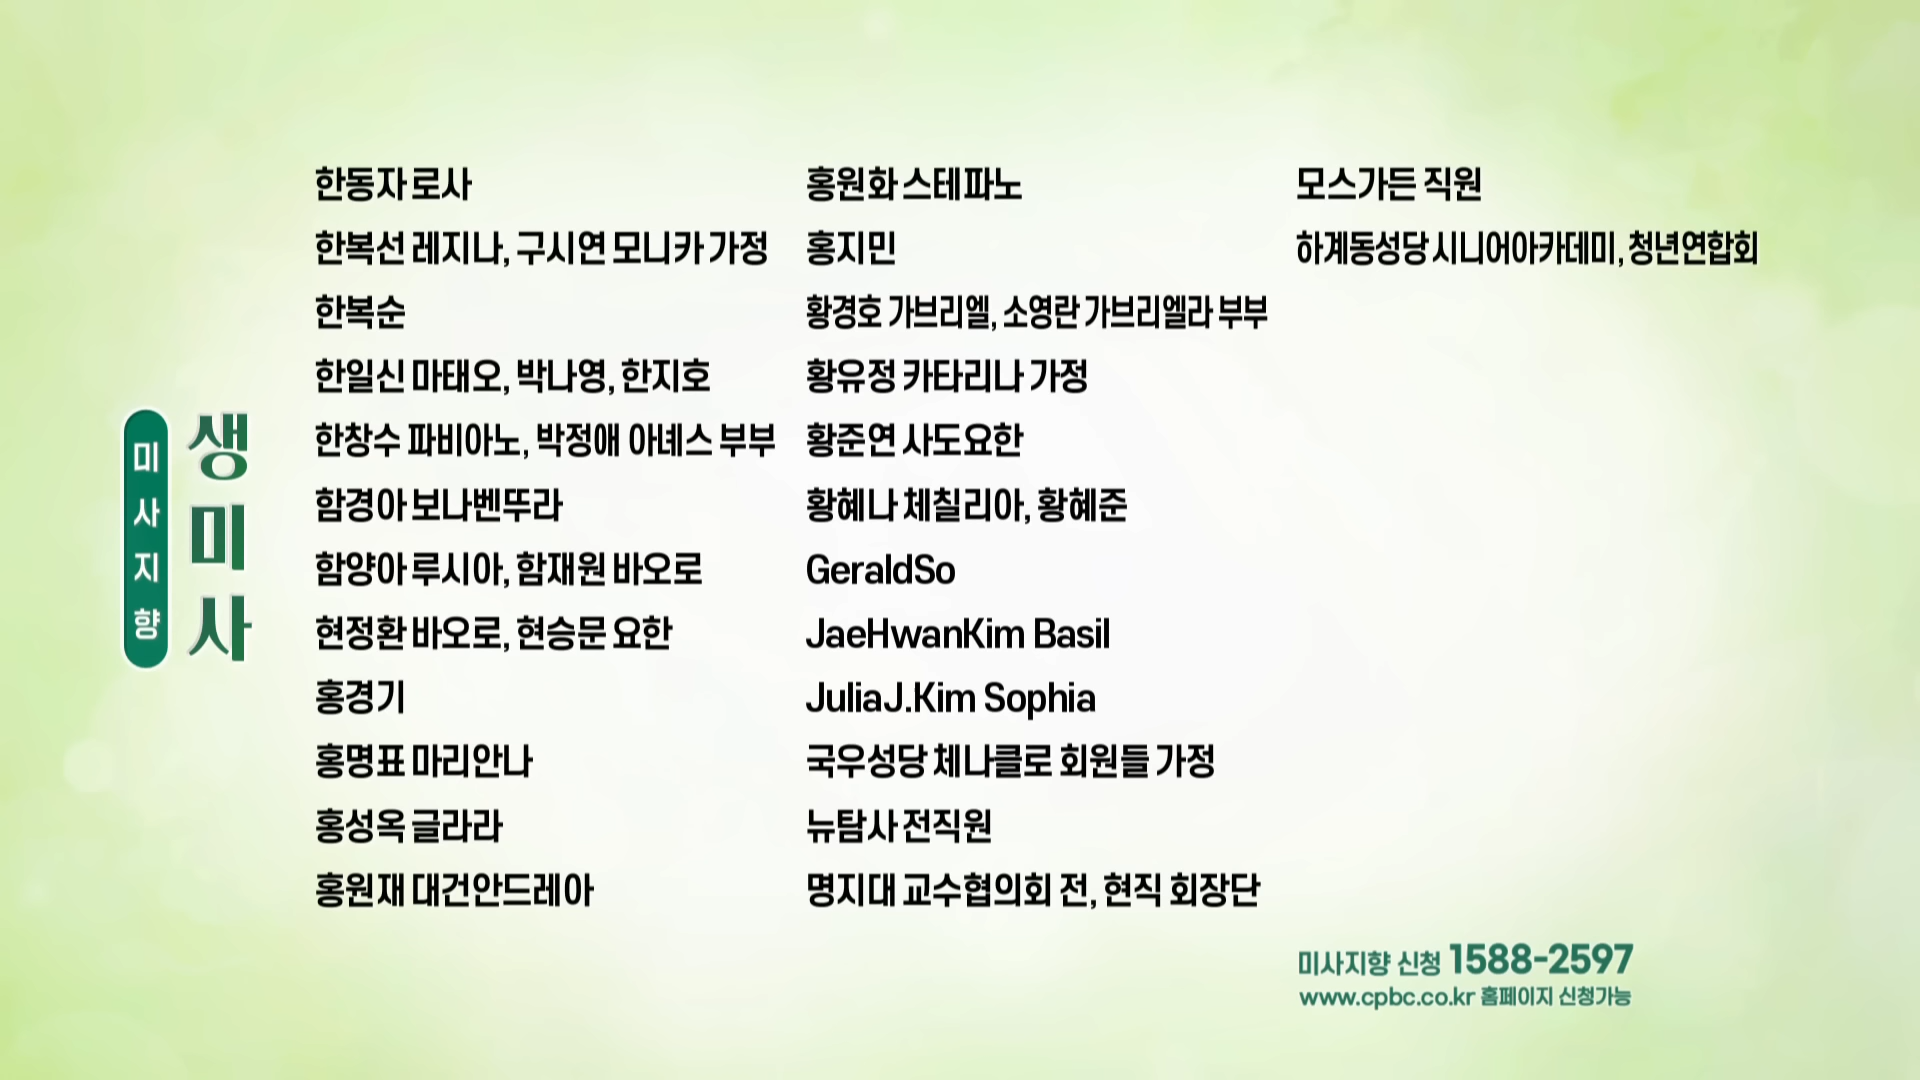 미사지향
생미사
한동자 로사
한복선 레지나, 구시연 모니카 가정
한복순
한일신 마태오, 박나영, 한지호
한창수 파비아노, 박정애 아녜스 부부
함경아 보나벤뚜라
함양아 루시아, 함재원 바오로
현정환 바오로, 현승문 요한
홍경기
홍명표 마리안나
홍성옥 글라라
홍원재 대건안드레아
홍원화 스테파노
홍지민
황경호 가브리엘, 소영란 가브리엘라 부부
황유정 카타리나 가정
황준연 사도요한
황혜나 체칠리아, 황혜준
GeraldSo
JaeHwanKim Basil
JuliaJ.Kim Sophia
국우성당 체나클로 회원들 가정
뉴탐사 전직원
명지대 교수협의회 전, 현직 회장단
모스가든 직원
하계동성당 시니어아카데미, 청년연합회
미사지향 신청 1588-2597
www.cpbc.co.kr 홈페이지 신청가능